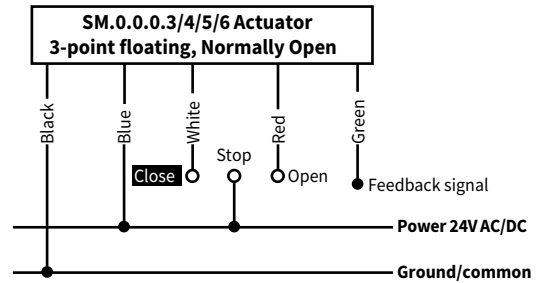 SM.0.0.0.3/4/5/6 Actuator
3-point floating, Normally Open
Black
Blue
White
Red
Green
Stop
Close
Open
Feedback signal
Power 24V AC/DC
Ground/common